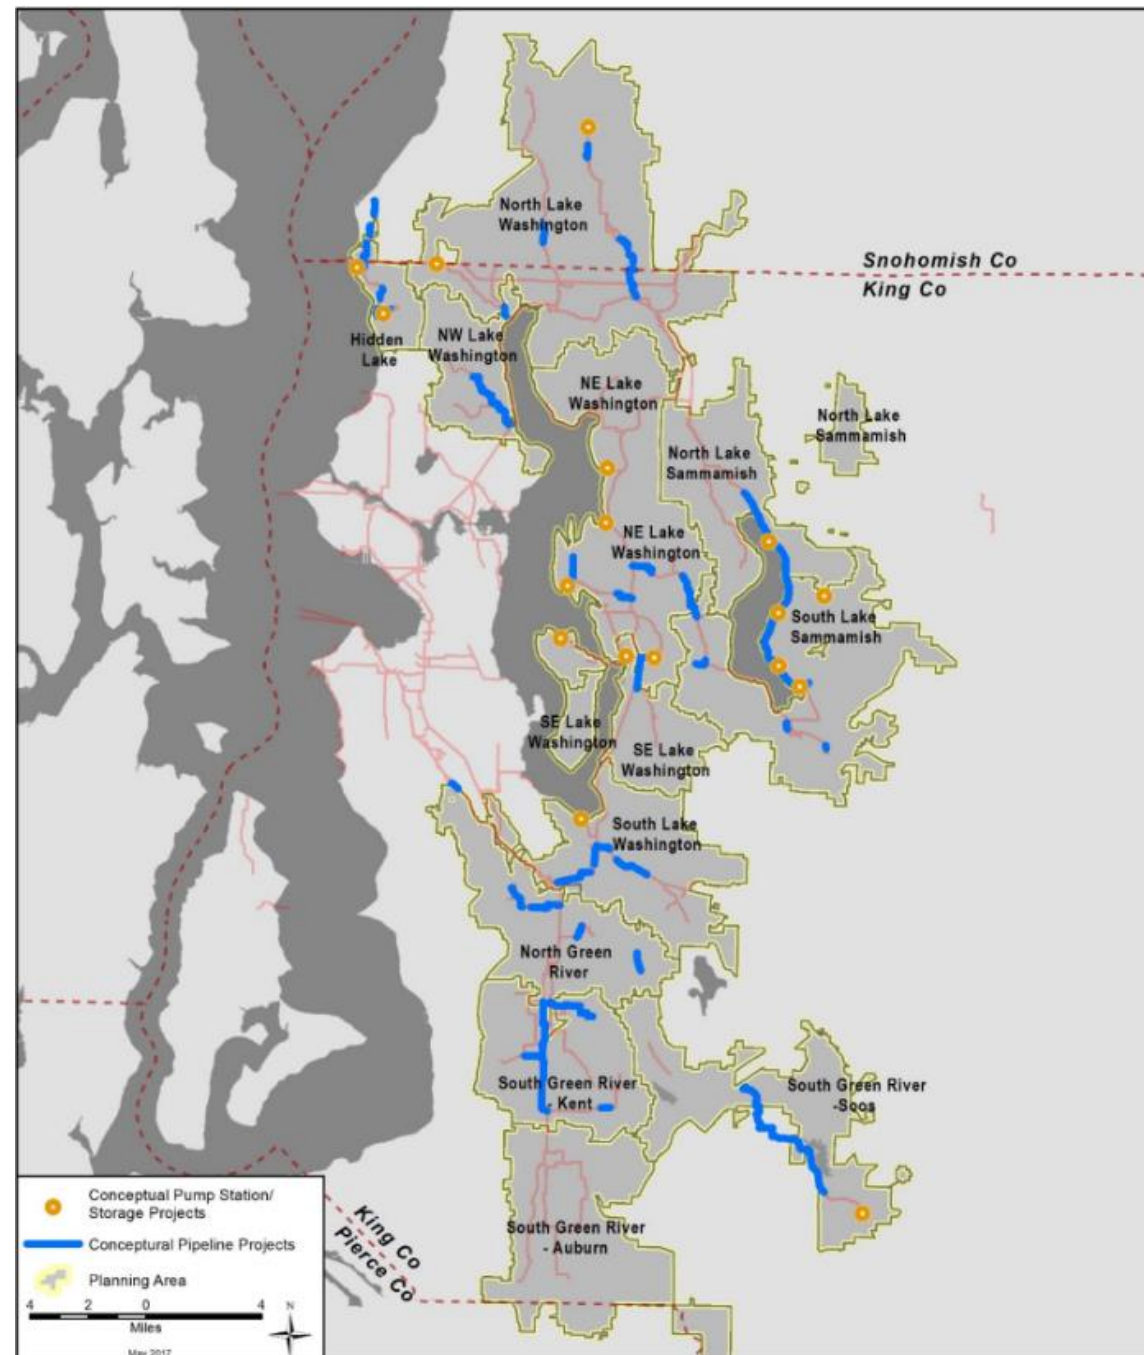 North Lake
Washington
Snohomish Co
King Co
Hidden
Lake
NW Lake
Washington
NE Lake
Washington
North Lake
Sammamish
North Lake
Sammamish
NE Lake
Washington
South Lake
Sammamish
SE Lake
Washington
SE Lake
Washington
South Lake
Washington
North Green
River
South Green River
- Kent
South Green River
-Soos
South Green River
- Auburn
King Co
Pierce Co
Conceptual Pump Station/
Storage Projects
Conceptural Pipeline Projects
Planning Area
4 2 0 4
Miles
N
May 2017